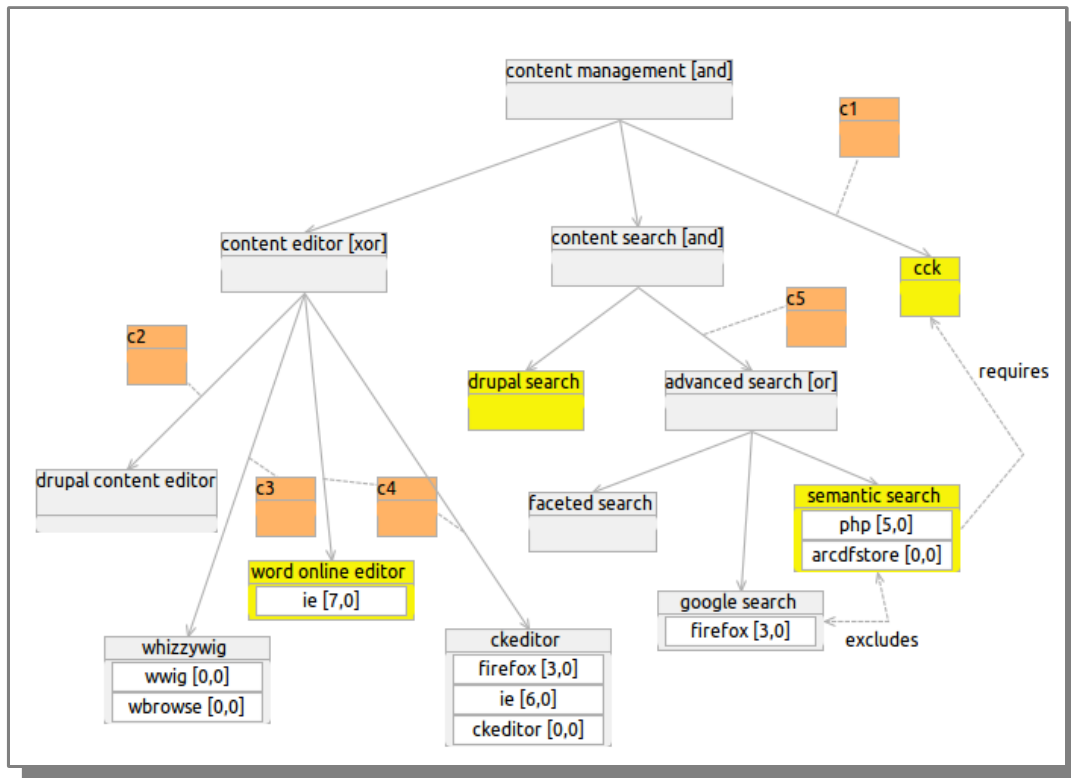 content management [and]
c1
content editor [xor]
content search [and]
cck
c5
c2
requires
drupal search
advanced search [or]
drupal content editor
c3
c4
faceted search
semantic search
php [5,0]
arcdfstore [0,0]
word online editor
ie [7,0]
google search
firefox [3,0]
excludes
whizzywig
wwig [0,0]
wbrowse [0,0]
ckeditor
firefox [3,0]
ie [6,0]
ckeditor [0,0]